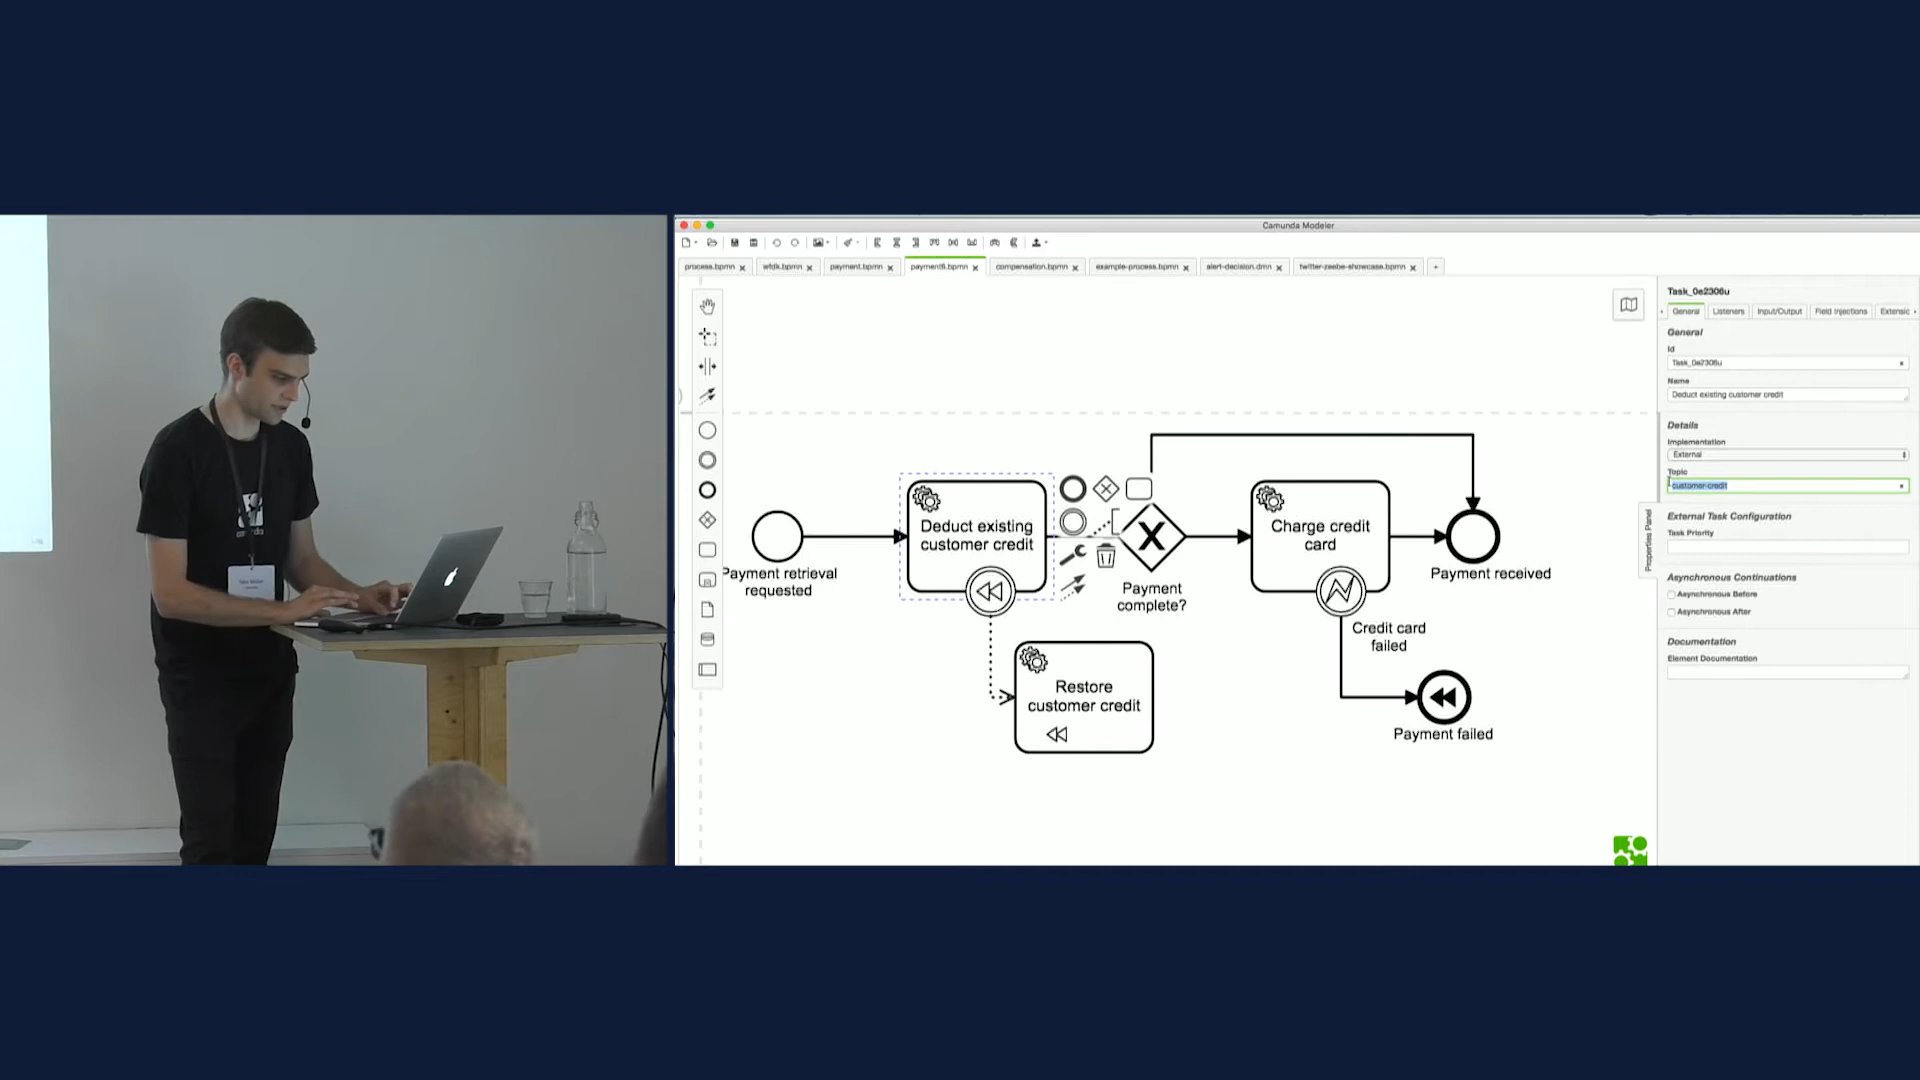 Camunda Modeler
process.bpmn
wfdk.bpmn
payment.bpmn
payment6.bpmn
compensation.bpmn
example-process.bpmn
alert-decision.dmn
twitter-zeebe-showcase.bpmn
Payment retrieval
requested
Deduct existing
customer credit
Payment
complete?
Charge credit
card
Payment received
Credit card
failed
Restore
customer credit
Payment failed
Properties Panel
Task_0e2306u
General
Listeners
Input/Output
Field Injections
Extensic
General
Id
Task_0e2306u
Name
Deduct existing customer credit
Details
Implementation
External
Topic
customer-credit
External Task Configuration
Task Priority
Asynchronous Continuations
Asynchronous Before
Asynchronous After
Documentation
Element Documentation